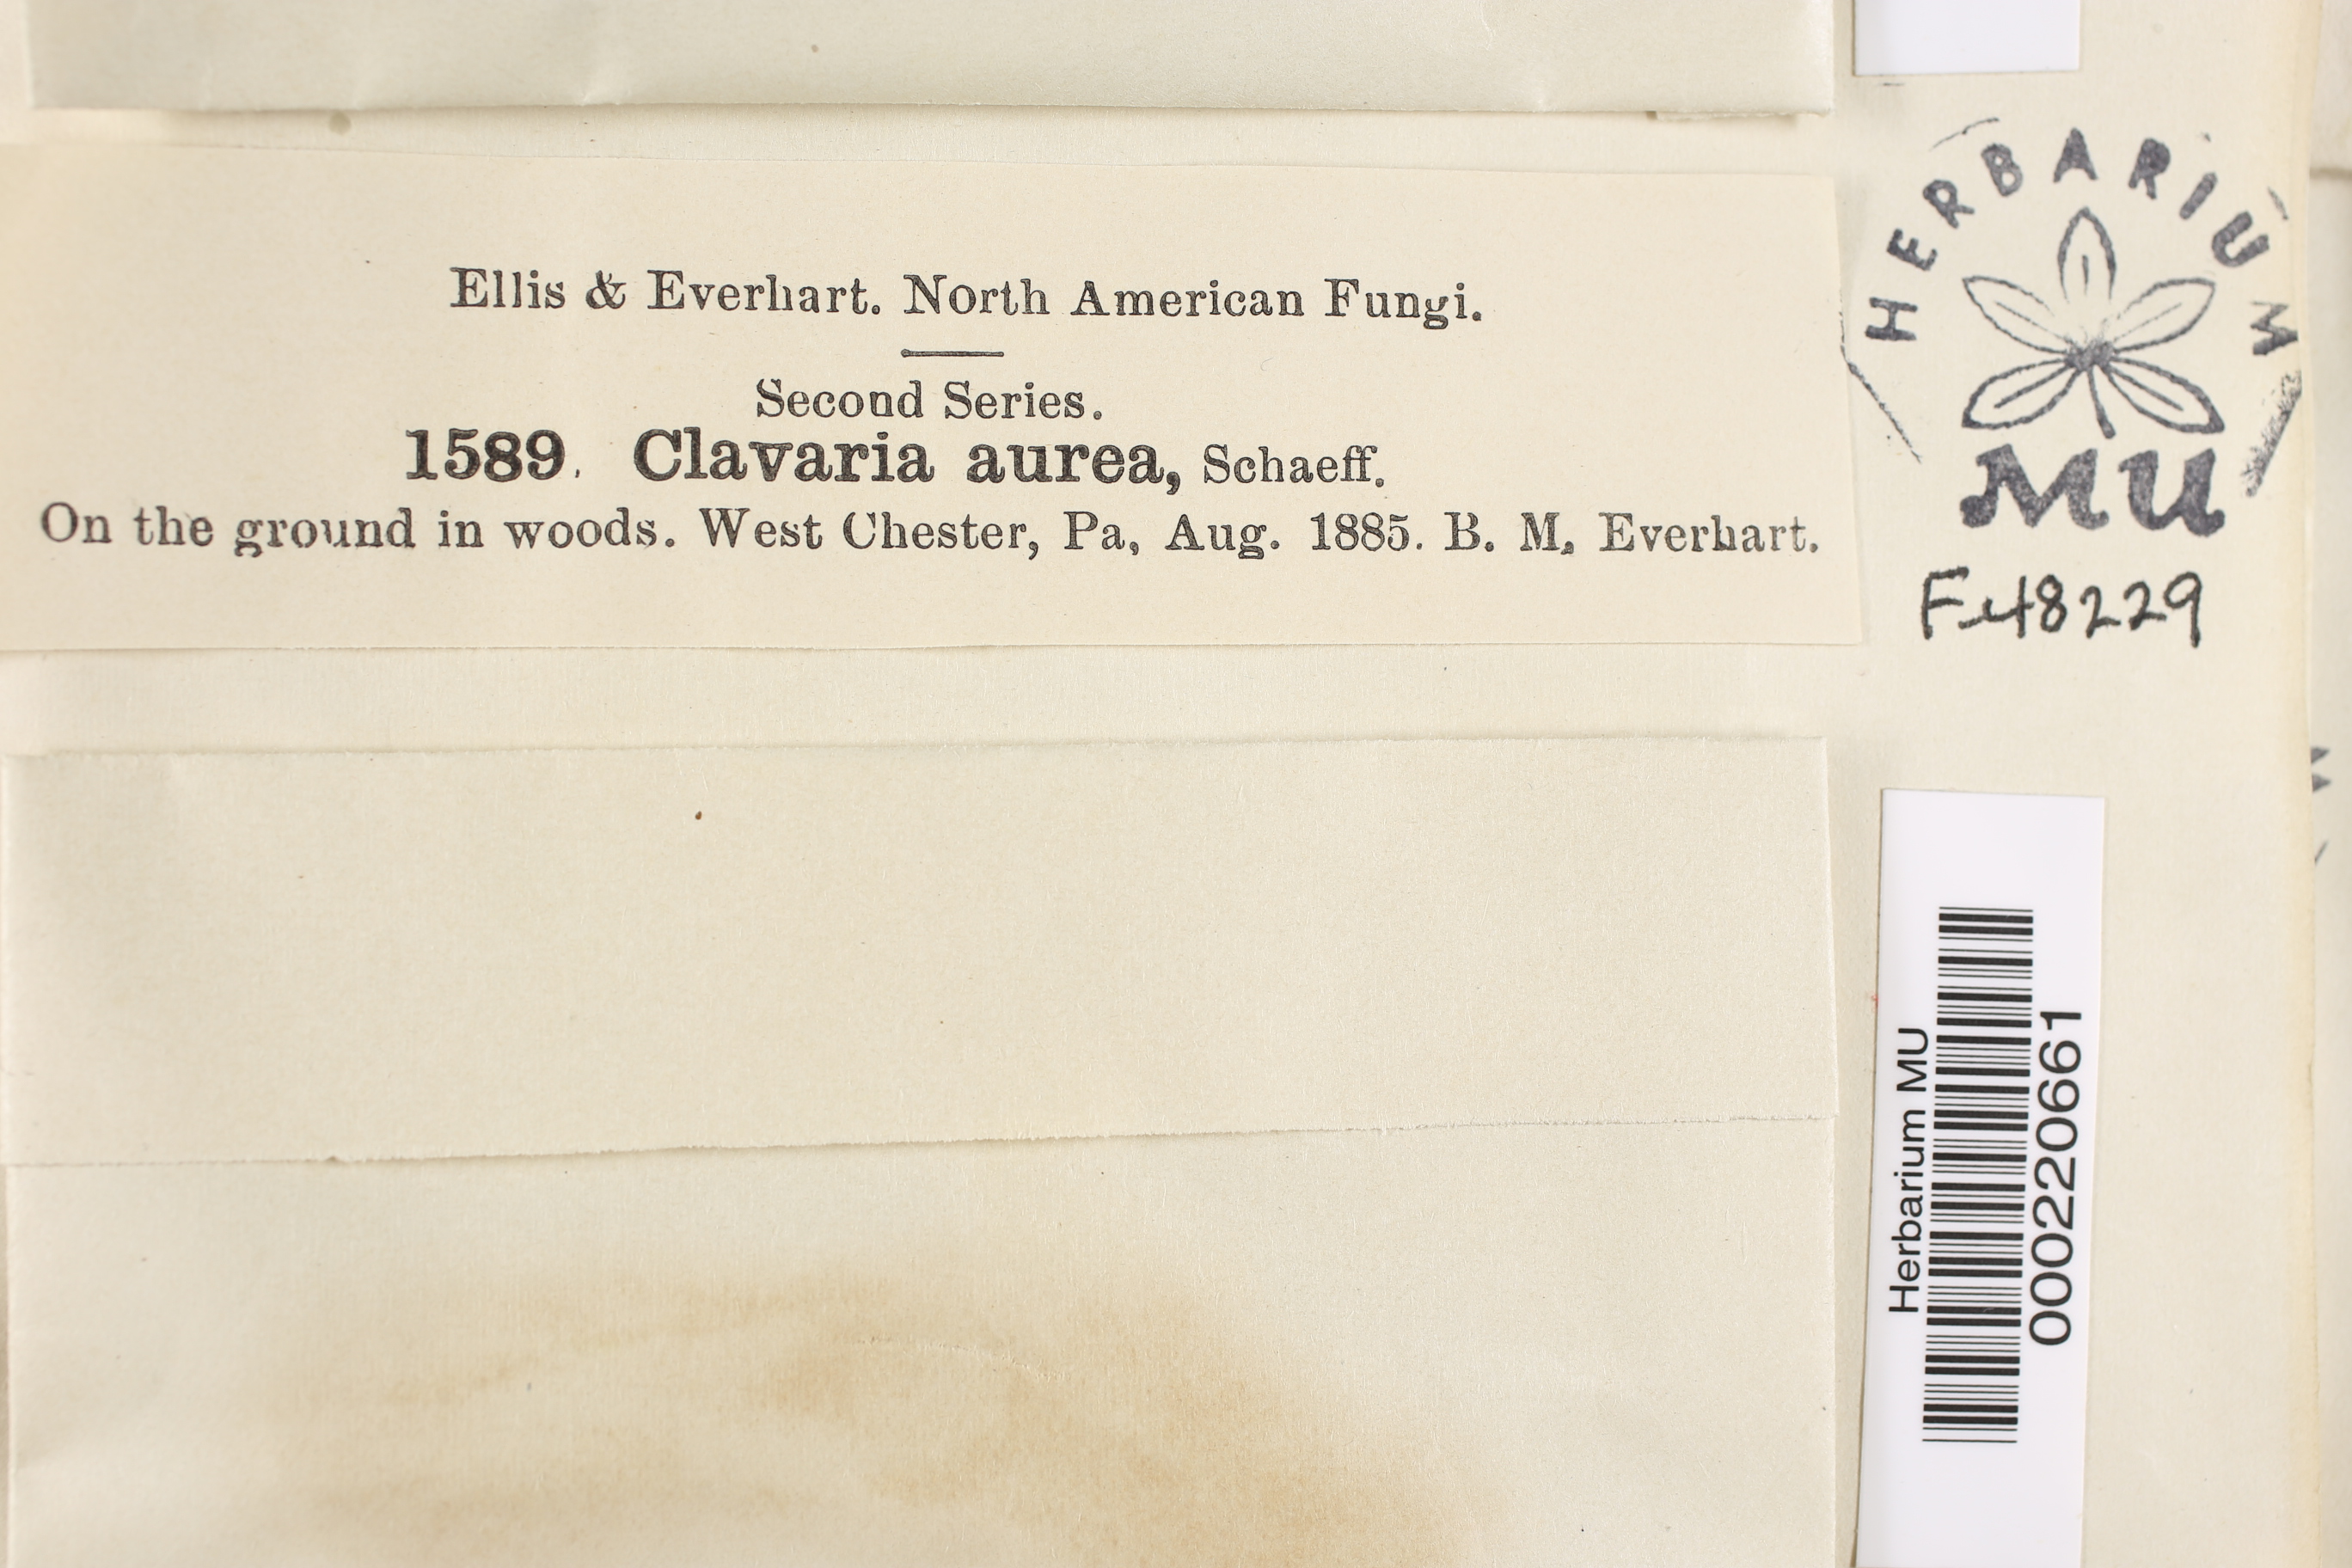 Ellis & Everhart. North American Fungi.
Second Series.
1589. Clavaria aurea, Schaeff.
On the ground in woods. West Chester, Pa, Aug. 1885. B. M. Everhart.
HERBARIUM
MU
F-48229
Herbarium MU
000220661